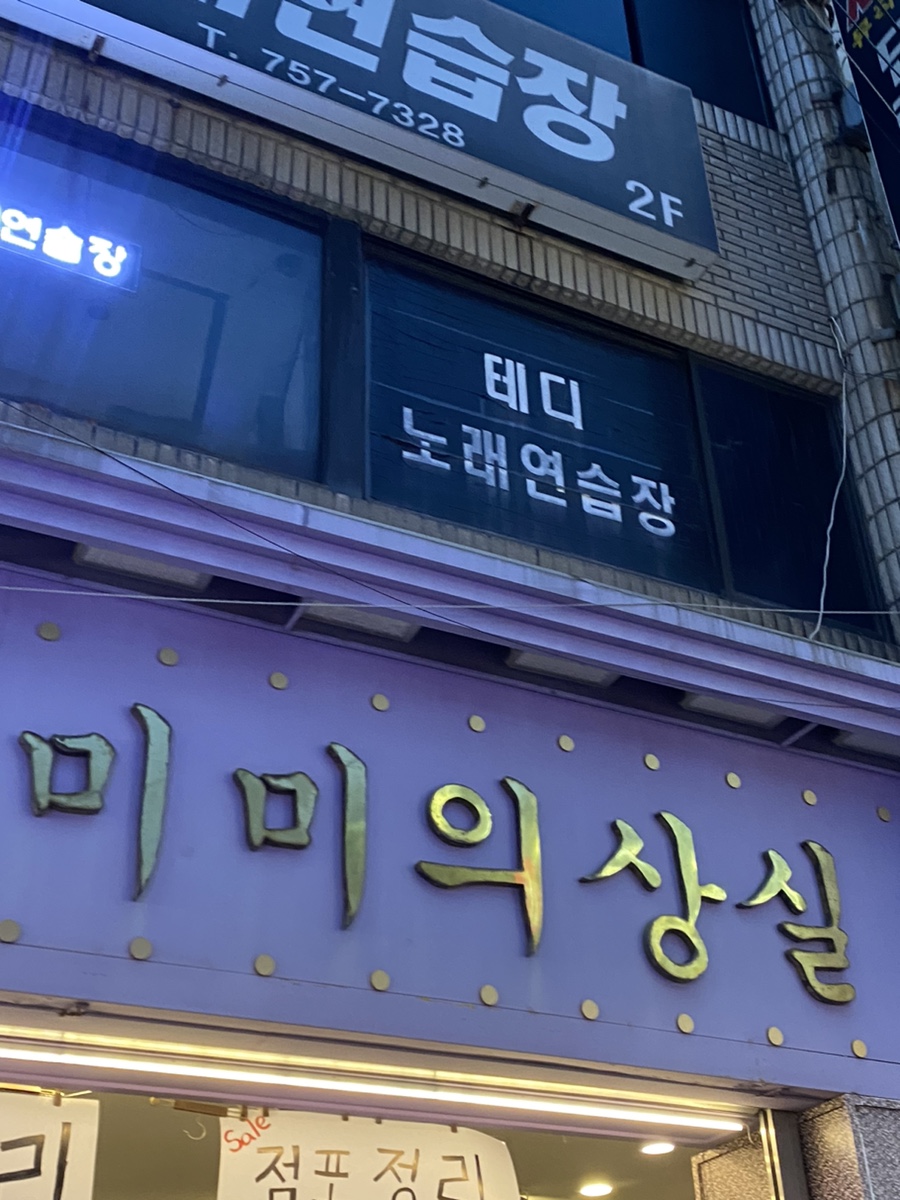 연습장
T. 757-7328
2F
연습장
테디
노래연습장
미미의상실
Sale
리
점포정리